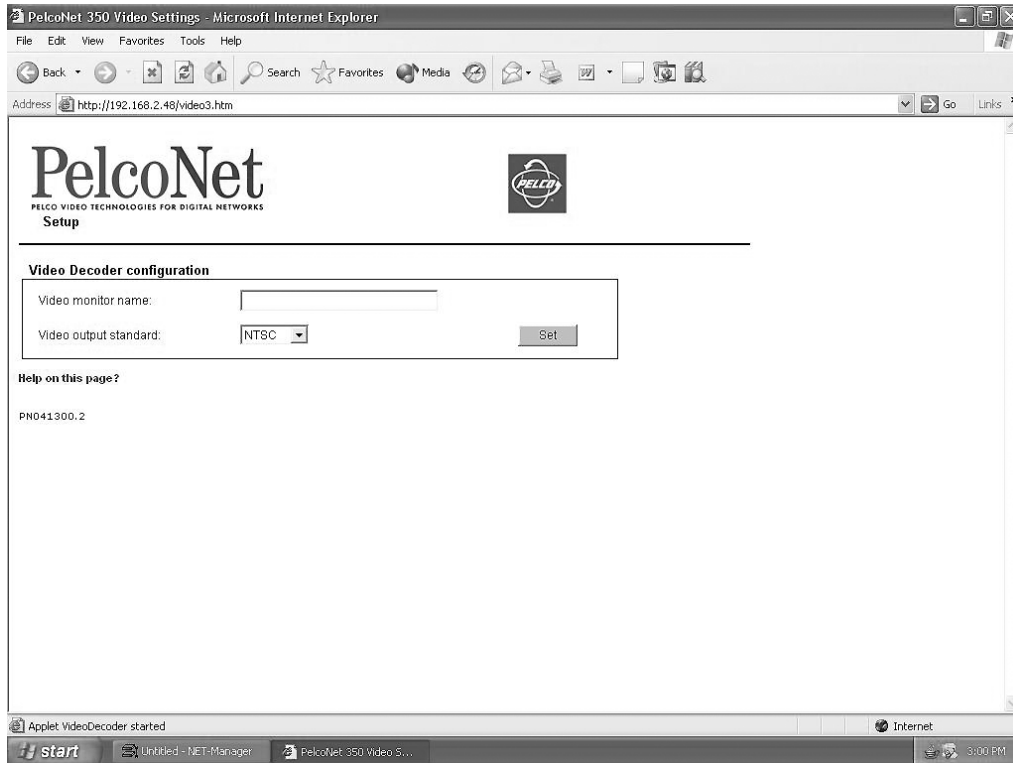 PelcoNet 350 Video Settings - Microsoft Internet Explorer
File Edit View Favorites Tools Help
Back Search Favorites Media
Address http://192.168.2.48/video3.htm Go Links
PelcoNet
PELCO VIDEO TECHNOLOGIES FOR DIGITAL NETWORKS
PELCO
Setup
Video Decoder configuration
Video monitor name:
Video output standard: NTSC Set
Help on this page?
PN041300.2
Applet VideoDecoder started Internet
start Untitled - NET-Manager PelcoNet 350 Video S... 3:00 PM